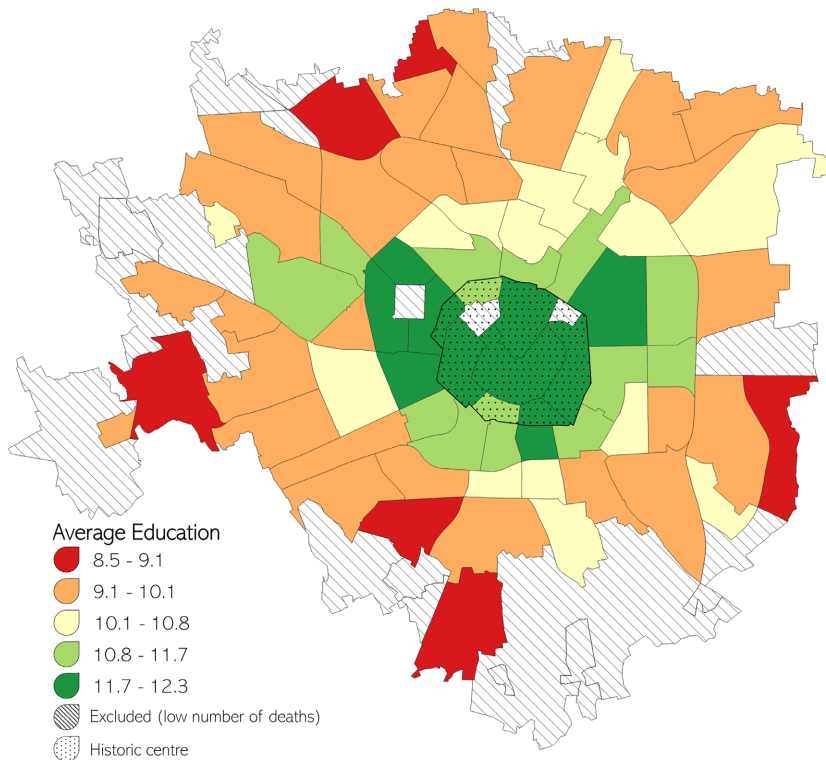 Average Education
8.5 - 9.1
9.1 - 10.1
10.1 - 10.8
10.8 - 11.7
11.7 - 12.3
Excluded (low number of deaths)
Historic centre